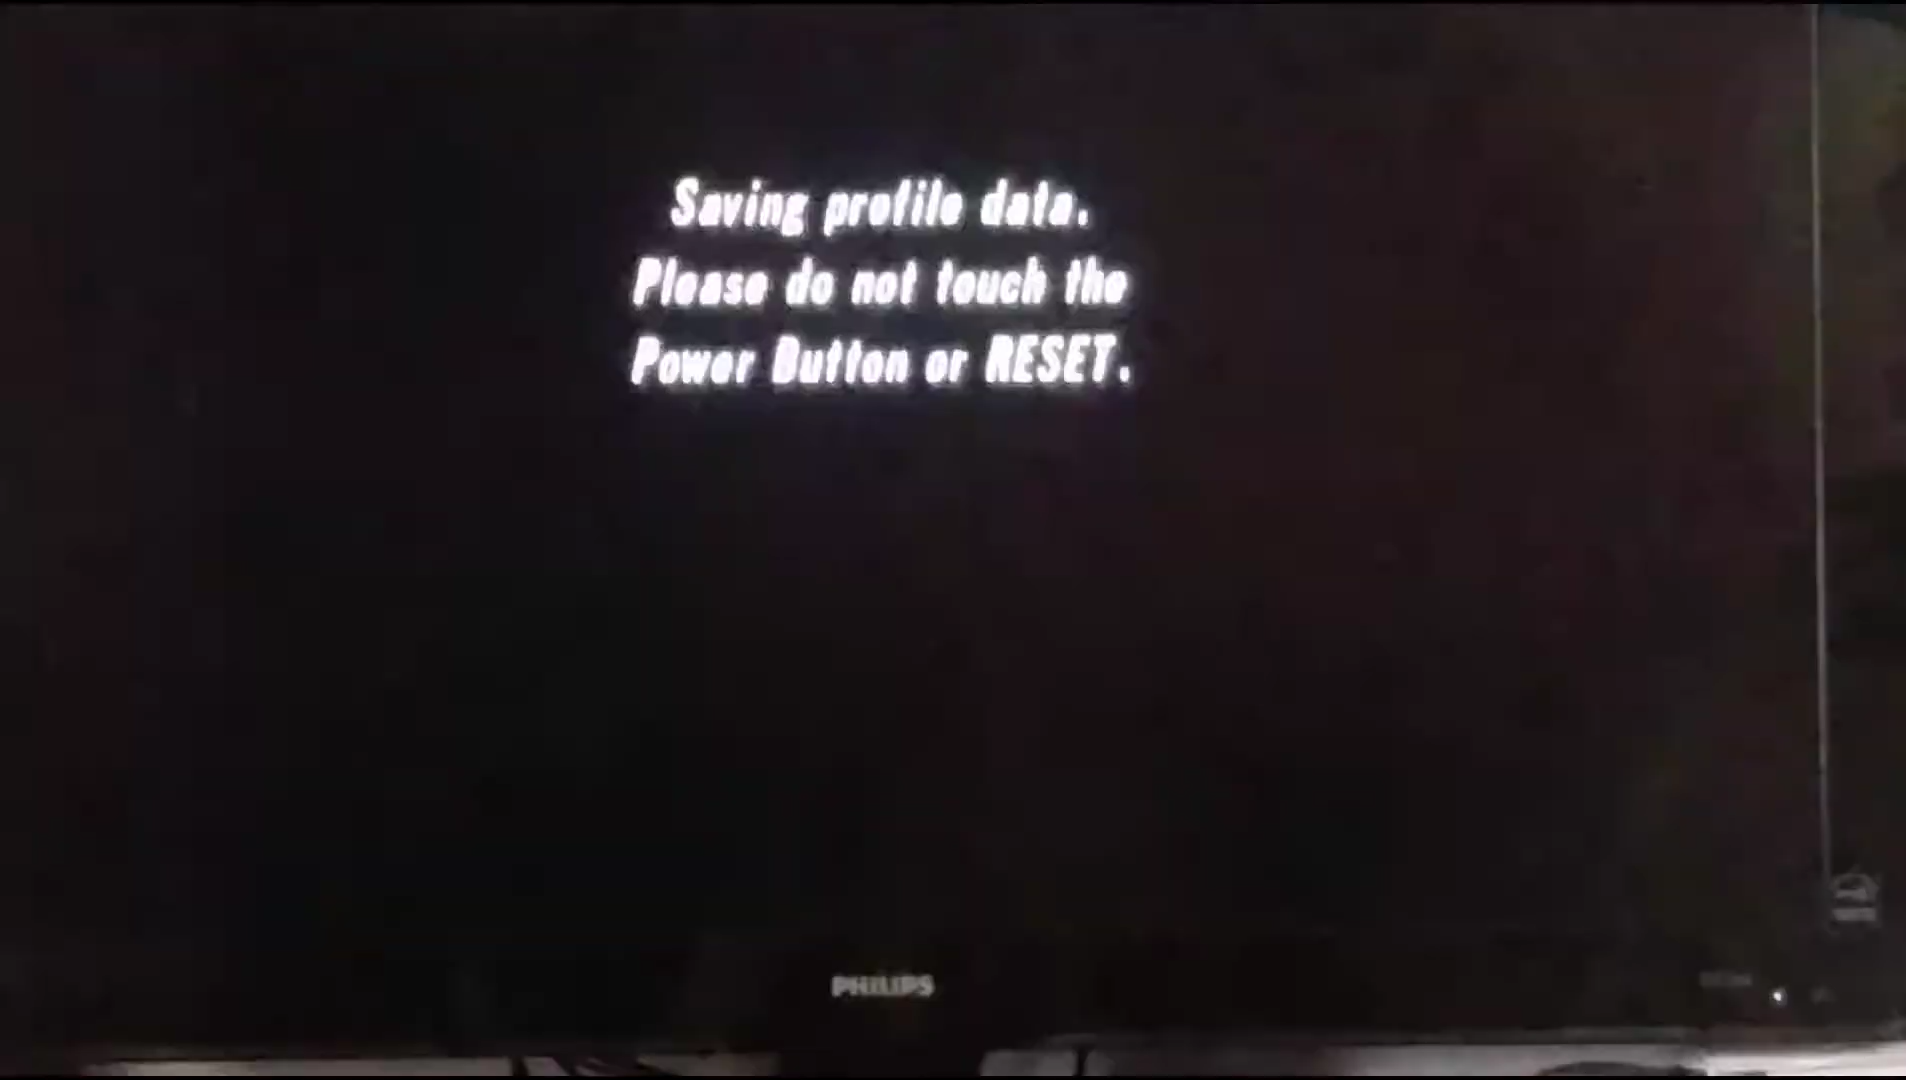 Saving profile data.
Please do not touch the
Power Button or RESET.
PHILIPS